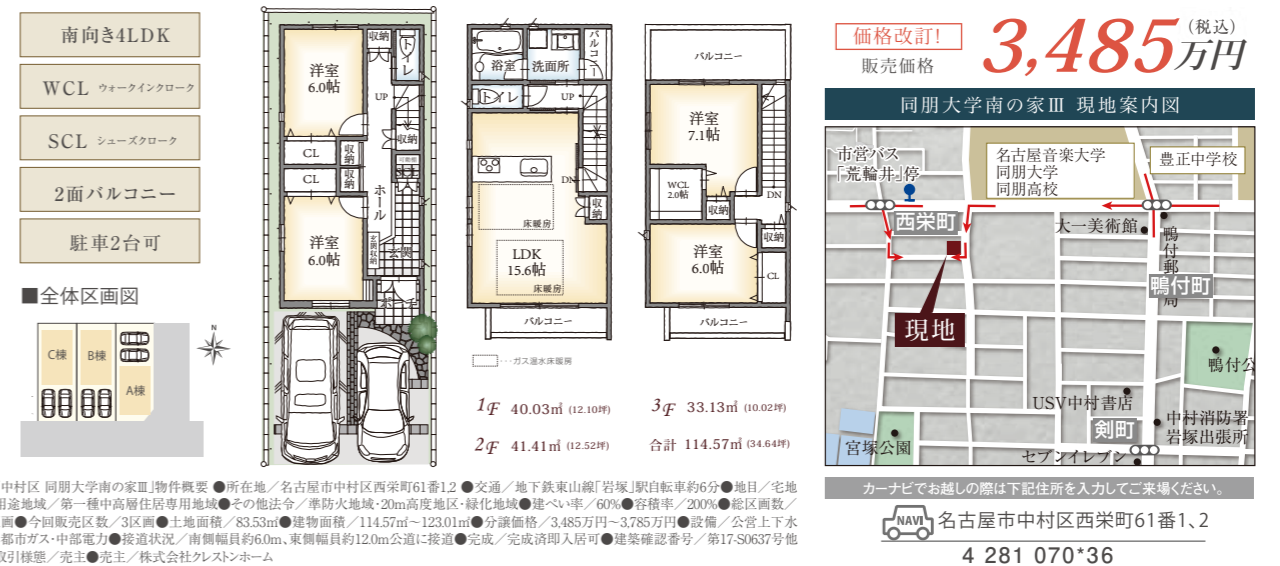 南向き4LDK
WCL ウォークインクローク
SCL シューズクローク
2面バルコニー
駐車2台可
■全体区画図
C棟
B棟
A棟
N
収納
トイレ
洋室
6.0帖
UP
収納
CL
収納
CL
収納
可動棚
SCL
ホール
洋室
6.0帖
玄関収納
玄関
ポーチ
浴室
洗面所
バルコニー
トイレ
UP
DN
収納
床暖房
LDK
15.6帖
床暖房
バルコニー
ガス温水床暖房
バルコニー
洋室
7.1帖
WCL
2.0帖
収納
DN
収納
洋室
6.0帖
CL
バルコニー
1F 40.03㎡ (12.10坪)
2F 41.41㎡ (12.52坪)
3F 33.13㎡ (10.02坪)
合計 114.57㎡ (34.64坪)
価格改訂!
販売価格
3,485万円
(税込)
同朋大学南の家Ⅲ 現地案内図
市営バス
「荒輪井」停
名古屋音楽大学
同朋大学
同朋高校
豊正中学校
西栄町
大一美術館
鴨付郵便局
鴨付町
現地
鴨付公
USV中村書店
剣町
中村消防署
岩塚出張所
宮塚公園
セブンイレブン
カーナビでお越しの際は下記住所を入力してご来場ください。
NAVI 名古屋市中村区西栄町61番1、2
4 281 070*36
中村区 同朋大学南の家Ⅲ」物件概要 ●所在地／名古屋市中村区西栄町61番1,2 ●交通／地下鉄東山線「岩塚」駅自転車約6分●地目／宅地
用途地域／第一種中高層住居専用地域●その他法令／準防火地域・20m高度地区・緑化地域●建ぺい率／60%●容積率／200%●総区画数／
画●今回販売区数／3区画●土地面積／83.53㎡●建物面積／114.57㎡～123.01㎡●分譲価格／3,485万円～3,785万円●設備／公営上下水
都市ガス・中部電力●接道状況／南側幅員約6.0m、東側幅員約12.0m公道に接道●完成／完成済即入居可●建築確認番号／第17-S0637号他
取引様態／売主●売主／株式会社クレストンホーム